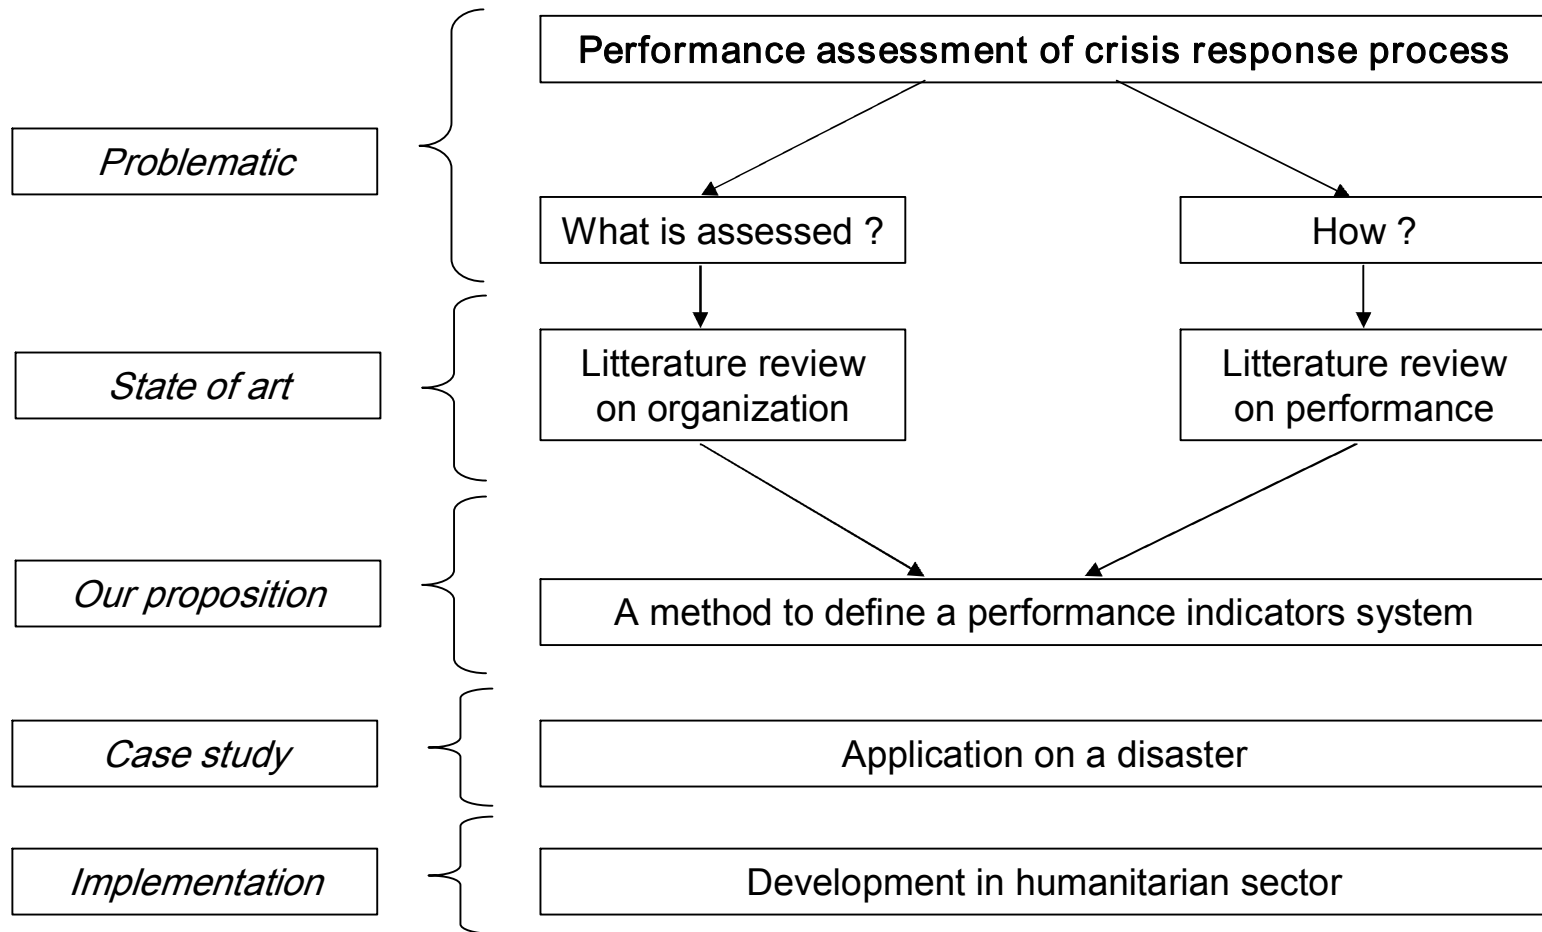 Performance assessment of crisis response process
Problematic
What is assessed ?
How ?
State of art
Litterature review
on organization
Litterature review
on performance
Our proposition
A method to define a performance indicators system
Case study
Application on a disaster
Implementation
Development in humanitarian sector